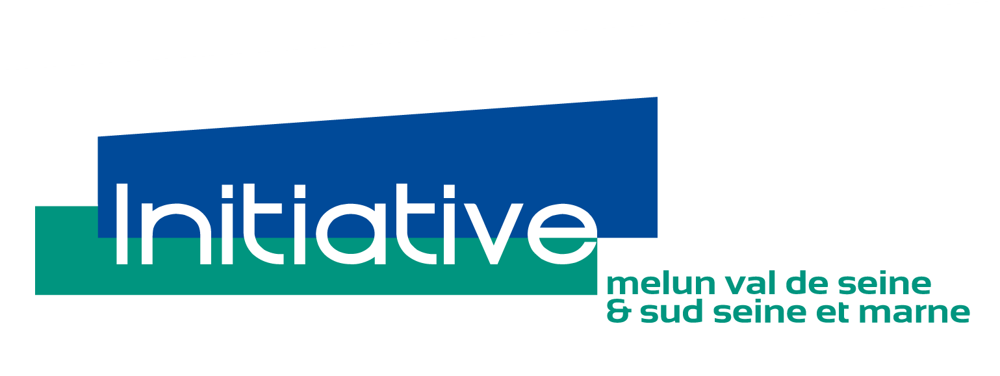 Initiative
melun val de seine
& sud seine et marne